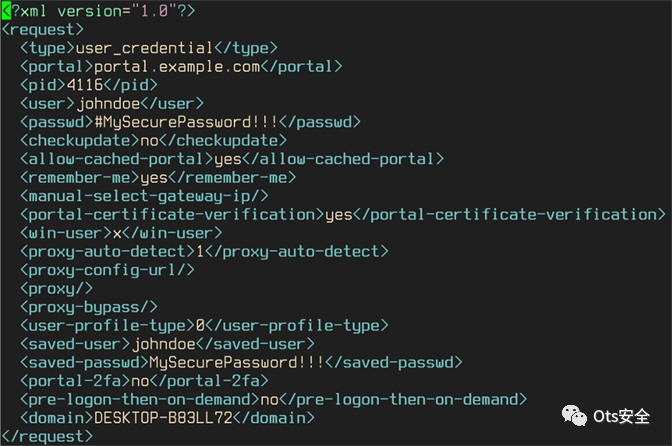 <?xml version="1.0"?>
<request>
  <type>user_credential</type>
  <portal>portal.example.com</portal>
  <pid>4116</pid>
  <user>johndoe</user>
  <passwd>#MySecurePassword!!!</passwd>
  <checkupdate>no</checkupdate>
  <allow-cached-portal>yes</allow-cached-portal>
  <remember-me>yes</remember-me>
  <manual-select-gateway-ip/>
  <portal-certificate-verification>yes</portal-certificate-verification>
  <win-user>x</win-user>
  <proxy-auto-detect>1</proxy-auto-detect>
  <proxy-config-url/>
  <proxy/>
  <proxy-bypass/>
  <user-profile-type>0</user-profile-type>
  <saved-user>johndoe</saved-user>
  <saved-passwd>MySecurePassword!!!</saved-passwd>
  <portal-2fa>no</portal-2fa>
  <pre-logon-then-on-demand>no</pre-logon-then-on-demand>
  <domain>DESKTOP-B83LL72</domain>
</request>
Ots安全